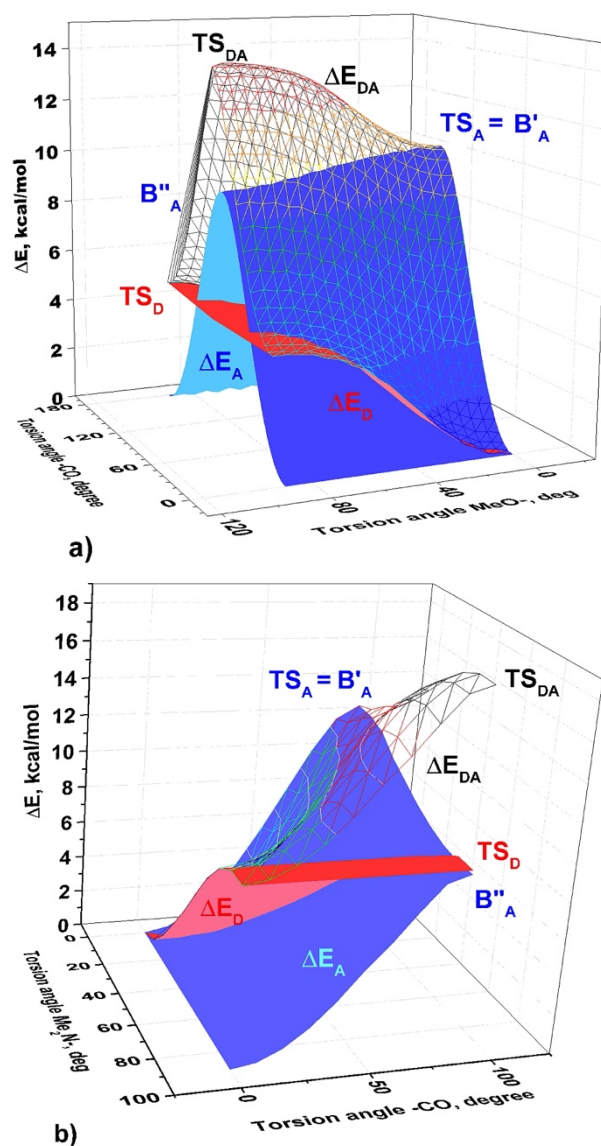 14
12
10
8
6
4
2
0
ΔE, kcal/mol
TS_DA
ΔE_DA
TS_A = B'_A
B"_A
TS_D
ΔE_A
ΔE_D
180
120
60
0
Torsion angle -CO, degree
120
80
40
0
Torsion angle MeO-, deg
a)
18
16
14
12
10
8
6
4
2
0
ΔE, kcal/mol
TS_A = B'_A
TS_DA
ΔE_DA
TS_D
B"_A
ΔE_D
ΔE_A
0
20
40
60
80
100
Torsion angle Me₂N-, deg
0
50
100
Torsion angle -CO, degree
b)